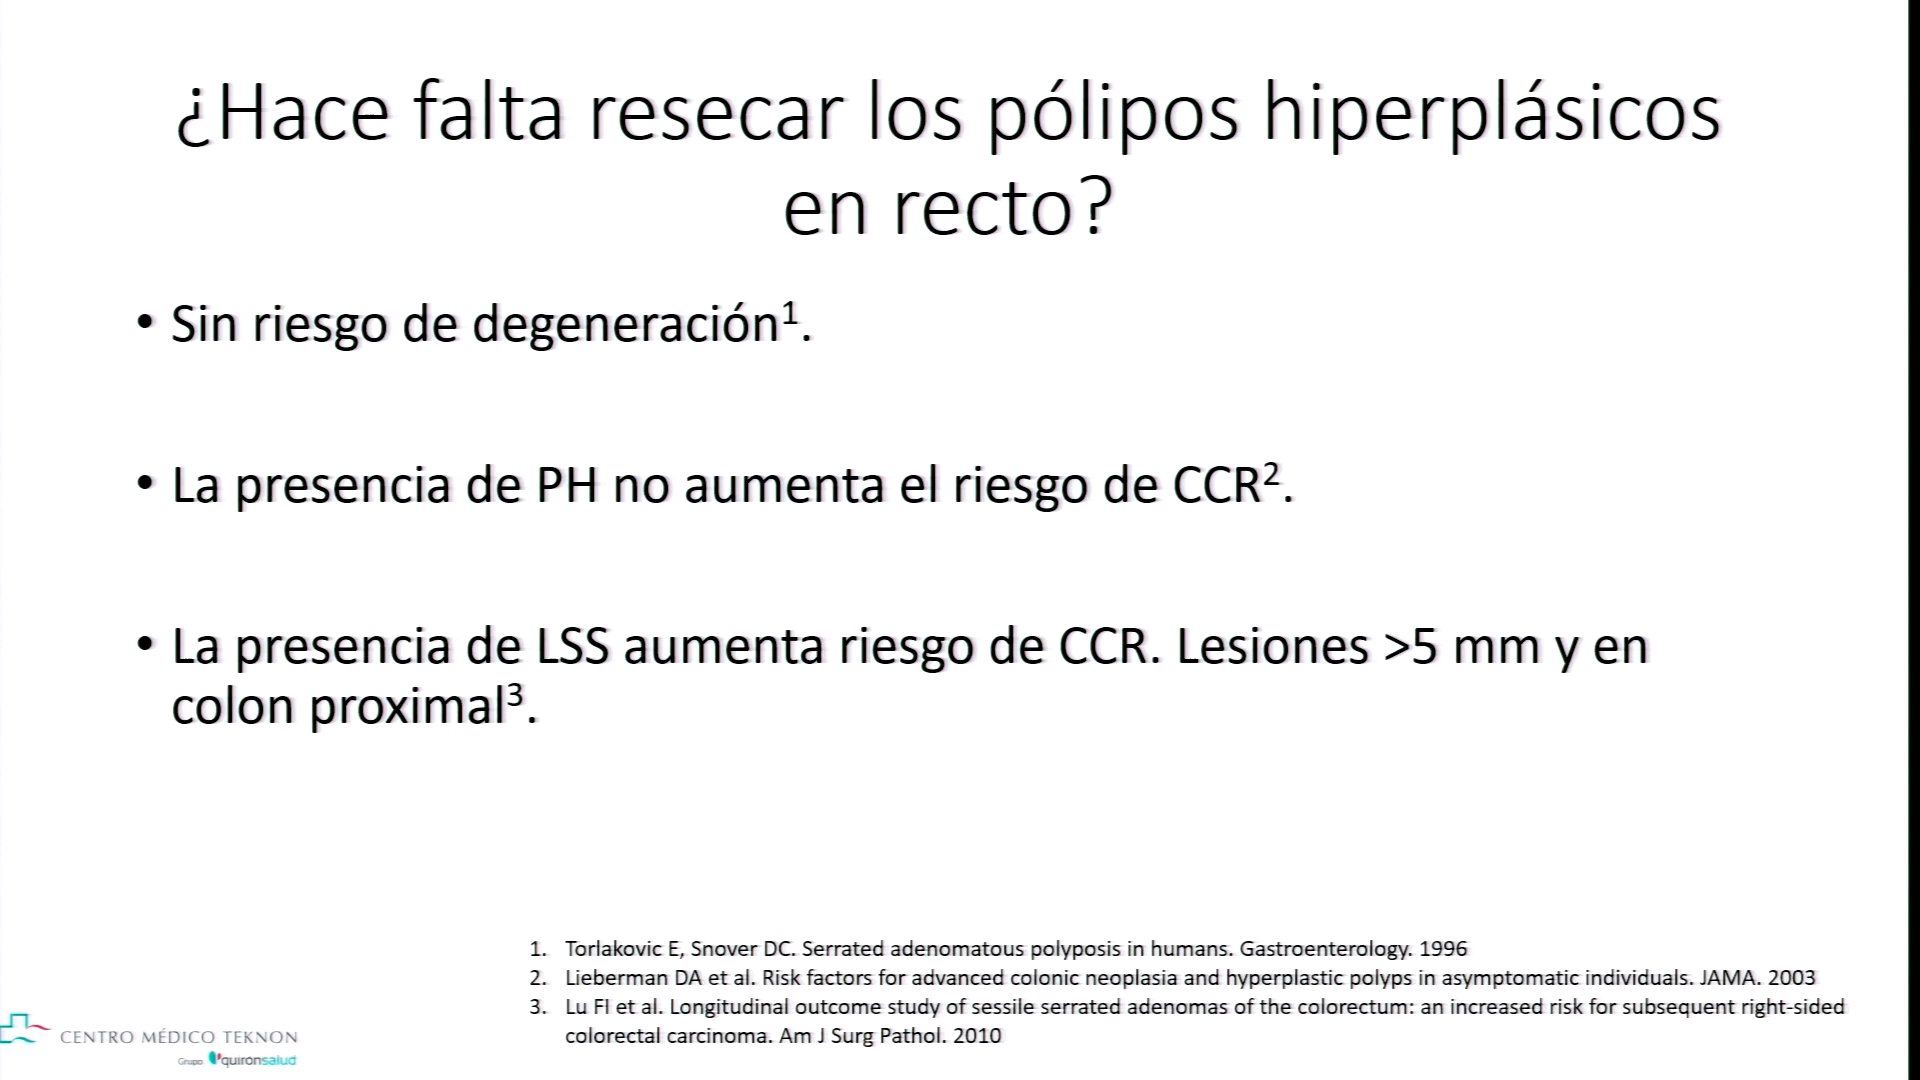 ¿Hace falta resecar los pólipos hiperplásicos
en recto?
• Sin riesgo de degeneración¹.
• La presencia de PH no aumenta el riesgo de CCR².
• La presencia de LSS aumenta riesgo de CCR. Lesiones >5 mm y en
colon proximal³.
1. Torlakovic E, Snover DC. Serrated adenomatous polyposis in humans. Gastroenterology. 1996
2. Lieberman DA et al. Risk factors for advanced colonic neoplasia and hyperplastic polyps in asymptomatic individuals. JAMA. 2003
3. Lu FI et al. Longitudinal outcome study of sessile serrated adenomas of the colorectum: an increased risk for subsequent right-sided
colorectal carcinoma. Am J Surg Pathol. 2010
CENTRO MÉDICO TEKNON
Grupo quirónsalud